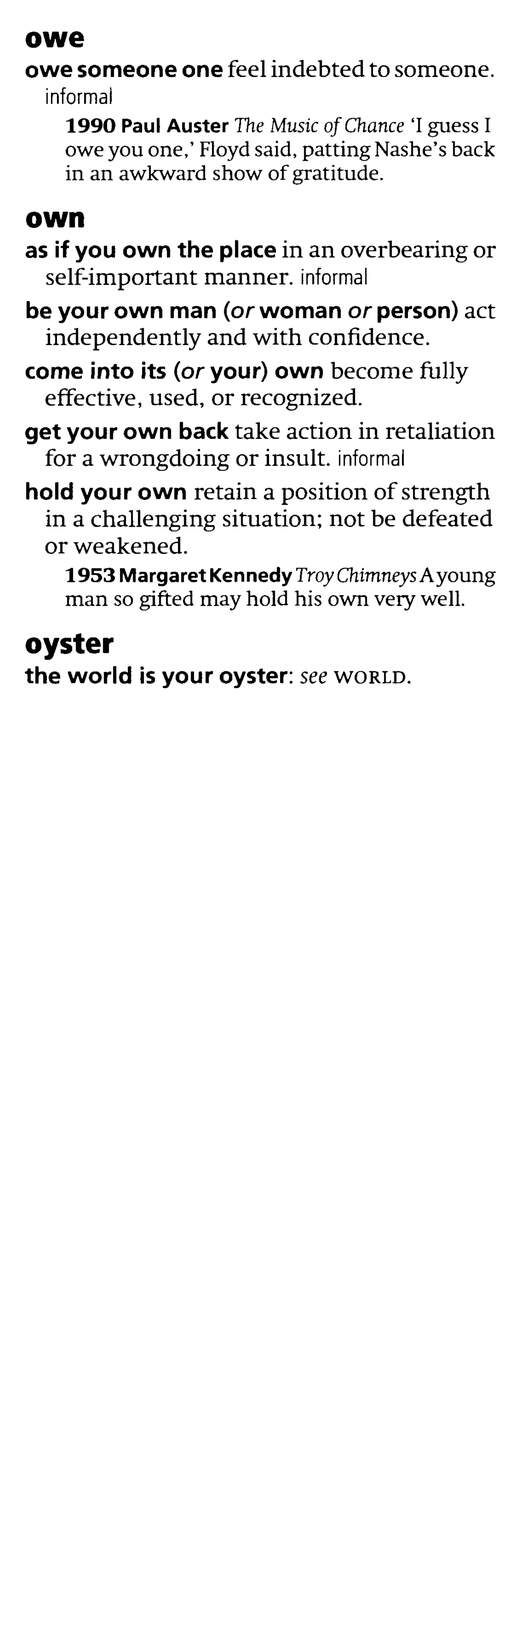 owe
owe someone one feel indebted to someone.
informal
1990 Paul Auster The Music of Chance ‘I guess I
owe you one,’ Floyd said, patting Nashe’s back
in an awkward show of gratitude.
own
as if you own the place in an overbearing or
self-important manner. informal
be your own man (or woman or person) act
independently and with confidence.
come into its (or your) own become fully
effective, used, or recognized.
get your own back take action in retaliation
for a wrongdoing or insult. informal
hold your own retain a position of strength
in a challenging situation; not be defeated
or weakened.
1953 Margaret Kennedy Troy Chimneys A young
man so gifted may hold his own very well.
oyster
the world is your oyster: see WORLD.